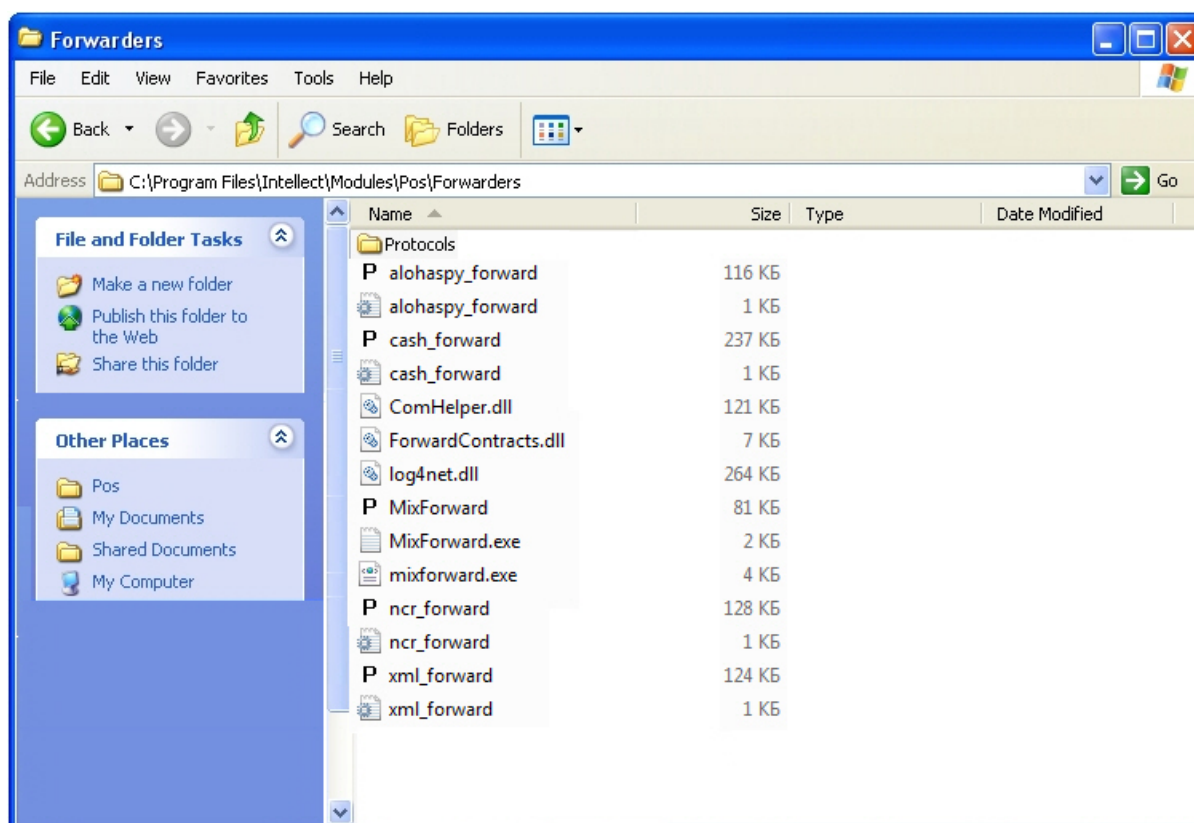 Forwarders
File Edit View Favorites Tools Help
Back Search Folders
Address C:\Program Files\Intellect\Modules\Pos\Forwarders Go
File and Folder Tasks
Make a new folder
Publish this folder to
the Web
Share this folder
Other Places
Pos
My Documents
Shared Documents
My Computer
Name Size Type Date Modified
Protocols
P alohaspy_forward 116 КБ
alohaspy_forward 1 КБ
P cash_forward 237 КБ
cash_forward 1 КБ
ComHelper.dll 121 КБ
ForwardContracts.dll 7 КБ
log4net.dll 264 КБ
P MixForward 81 КБ
MixForward.exe 2 КБ
mixforward.exe 4 КБ
P ncr_forward 128 КБ
ncr_forward 1 КБ
P xml_forward 124 КБ
xml_forward 1 КБ